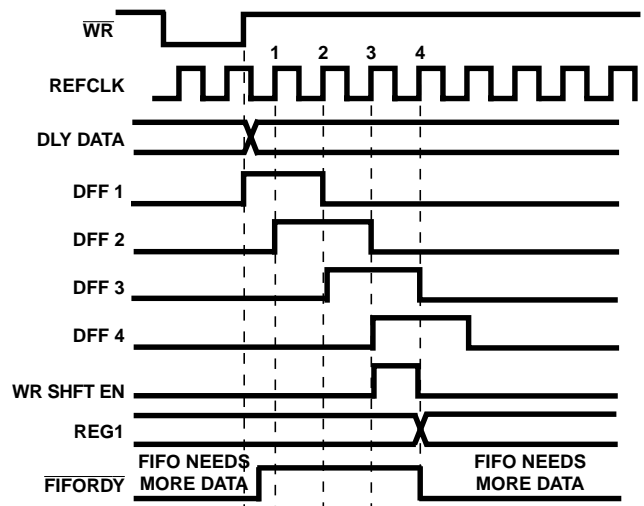 WR
1 2 3 4
REFCLK
DLY DATA
DFF 1
DFF 2
DFF 3
DFF 4
WR SHFT EN
REG1
FIFO NEEDS MORE DATA
FIFO NEEDS MORE DATA
FIFORDY